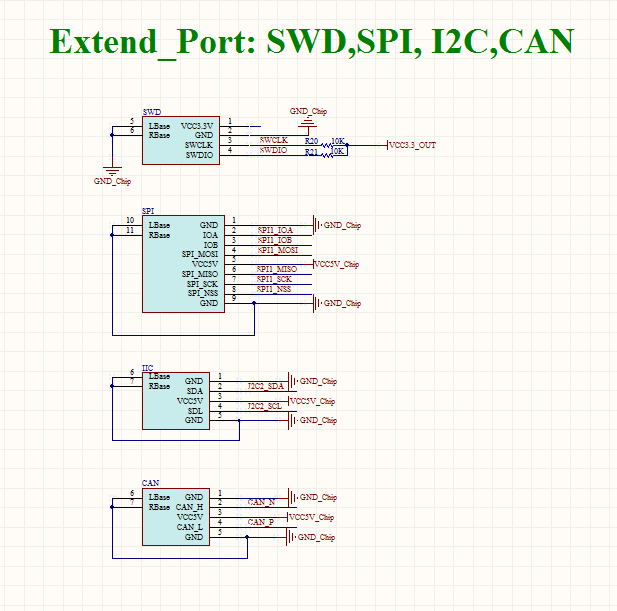 Extend_Port: SWD,SPI, I2C,CAN
SWD
GND_Chip
5 LBase VCC3.3V 1
6 RBase GND 2
SWCLK 3 SWCLK R20 10K VCC3.3_OUT
SWDIO 4 SWDIO R21 10K
GND_Chip
SPI
10 LBase GND 1 GND_Chip
11 RBase IOA 2 SPI1_IOA
IOB 3 SPI1_IOB
SPI_MOSI 4 SPI1_MOSI
VCC5V 5 VCC5V_Chip
SPI_MISO 6 SPI1_MISO
SPI_SCK 7 SPI1_SCK
SPI_NSS 8 SPI1_NSS
GND 9 GND_Chip
IIC
6 LBase GND 1 GND_Chip
7 RBase SDA 2 I2C2_SDA
VCC5V 3 VCC5V_Chip
SDL 4 I2C2_SCL
GND 5 GND_Chip
CAN
6 LBase GND 1 GND_Chip
7 RBase CAN_H 2 CAN_N
VCC5V 3 VCC5V_Chip
CAN_L 4 CAN_P
GND 5 GND_Chip